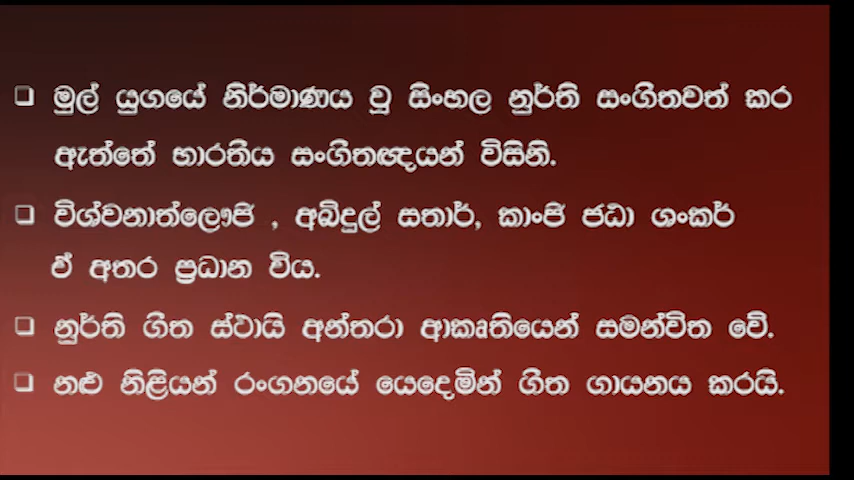 ❑ මුල් යුගයේ නිර්මාණය වූ සිංහල නුර්ති සංගීතවත් කර
ඇත්තේ භාරතීය සංගීතඥයන් විසිනි.
❑ විශ්වනාත්ලෞජි , අබ්දුල් සතාර්, කාංජි ජඨා ශංකර්
ඒ අතර ප්‍රධාන විය.
❑ නුර්ති ගීත ස්ථායි අන්තරා ආකෘතියෙන් සමන්විත වේ.
❑ නළු නිළියන් රංගනයේ යෙදෙමින් ගීත ගායනය කරයි.